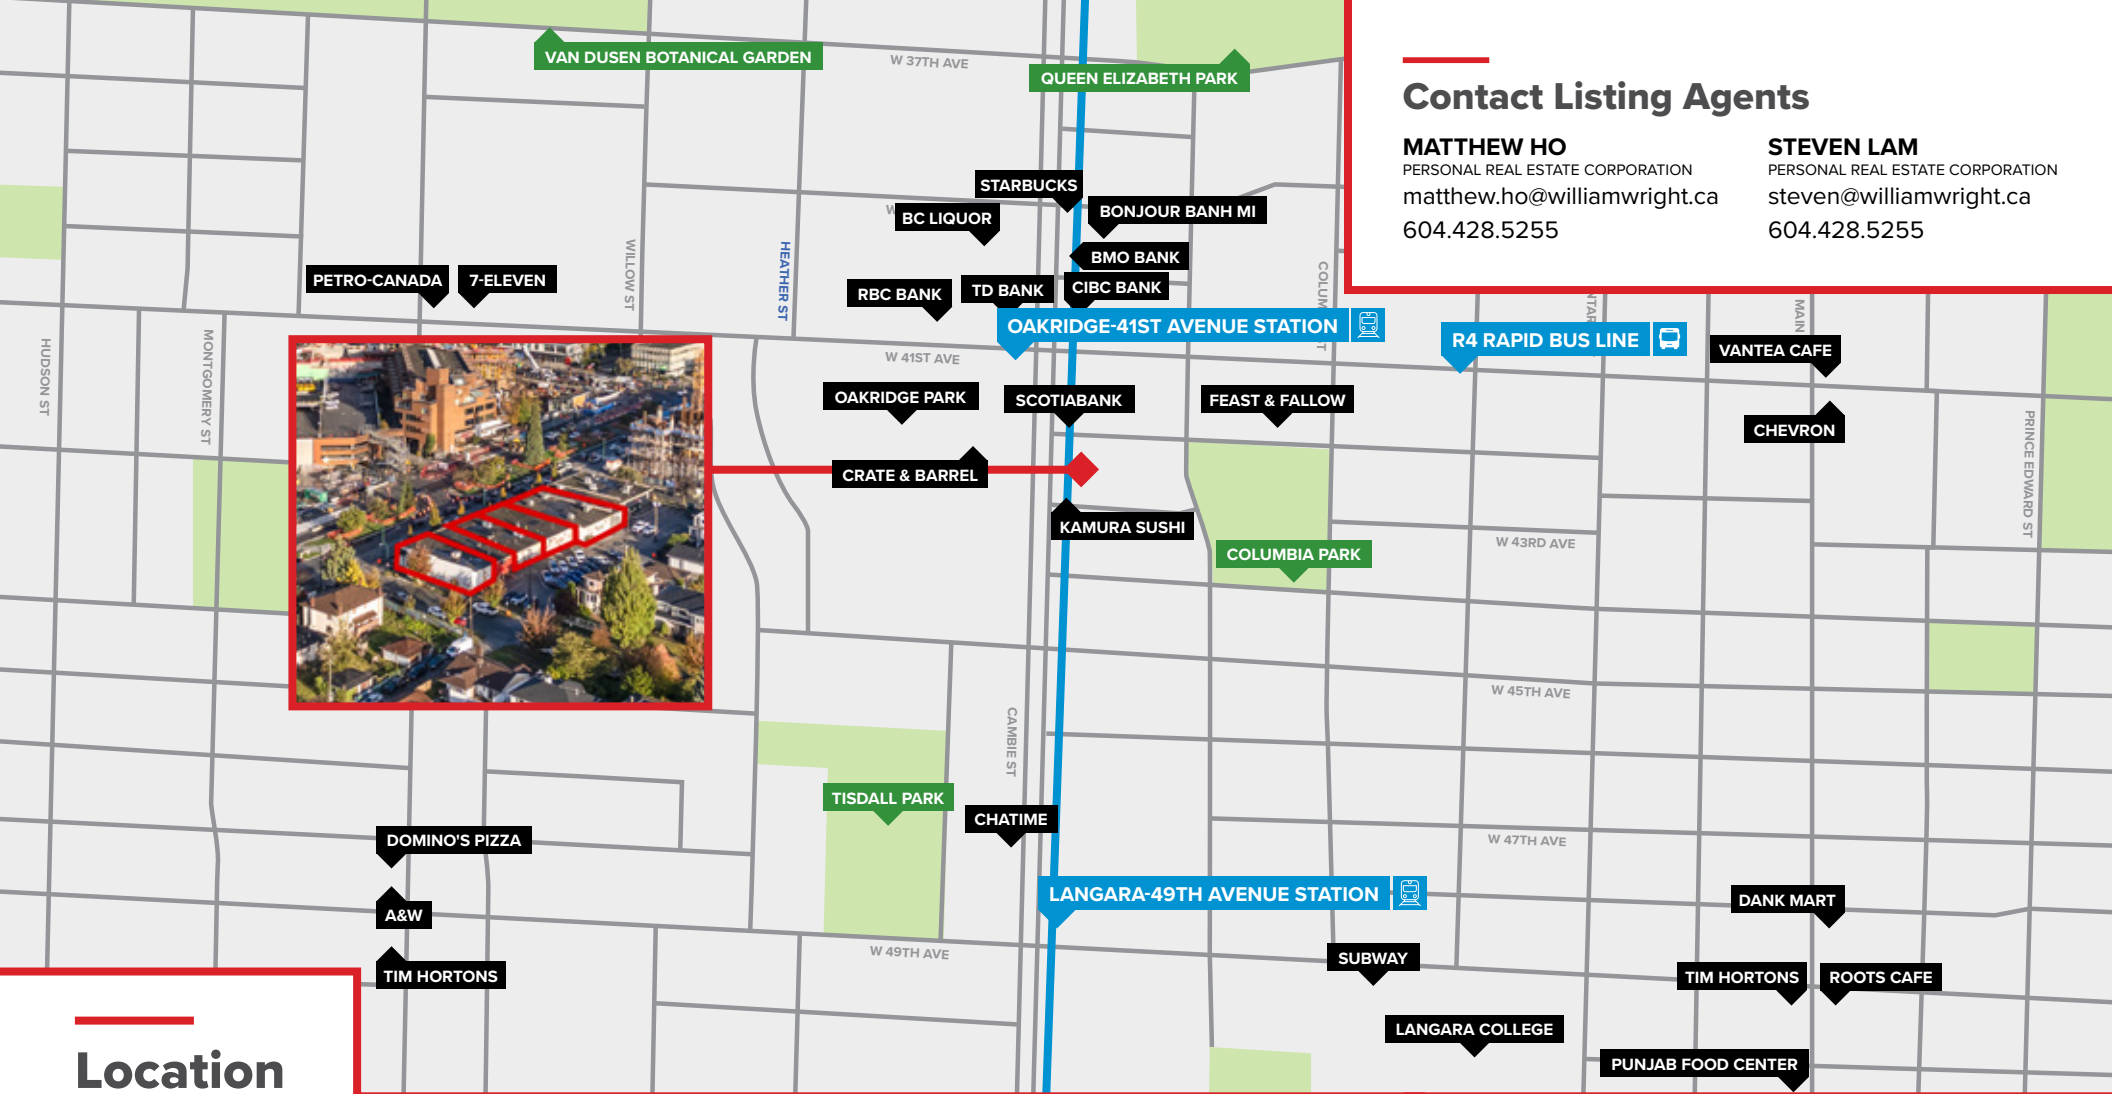 VAN DUSEN BOTANICAL GARDEN
W 37TH AVE
QUEEN ELIZABETH PARK
Contact Listing Agents
MATTHEW HO
PERSONAL REAL ESTATE CORPORATION
matthew.ho@williamwright.ca
604.428.5255
STEVEN LAM
PERSONAL REAL ESTATE CORPORATION
steven@williamwright.ca
604.428.5255
STARBUCKS
BC LIQUOR
BONJOUR BANH MI
BMO BANK
WILLOW ST
HEATHER ST
PETRO-CANADA
7-ELEVEN
RBC BANK
TD BANK
CIBC BANK
OAKRIDGE-41ST AVENUE STATION
R4 RAPID BUS LINE
MAIN
VANTEA CAFE
HUDSON ST
MONTGOMERY ST
W 41ST AVE
OAKRIDGE PARK
SCOTIABANK
FEAST & FALLOW
CHEVRON
PRINCE EDWARD ST
CRATE & BARREL
KAMURA SUSHI
COLUMBIA PARK
W 43RD AVE
W 45TH AVE
CAMBIE ST
TISDALL PARK
CHATIME
DOMINO'S PIZZA
W 47TH AVE
LANGARA-49TH AVENUE STATION
DANK MART
A&W
W 49TH AVE
SUBWAY
TIM HORTONS
TIM HORTONS
ROOTS CAFE
LANGARA COLLEGE
PUNJAB FOOD CENTER
Location